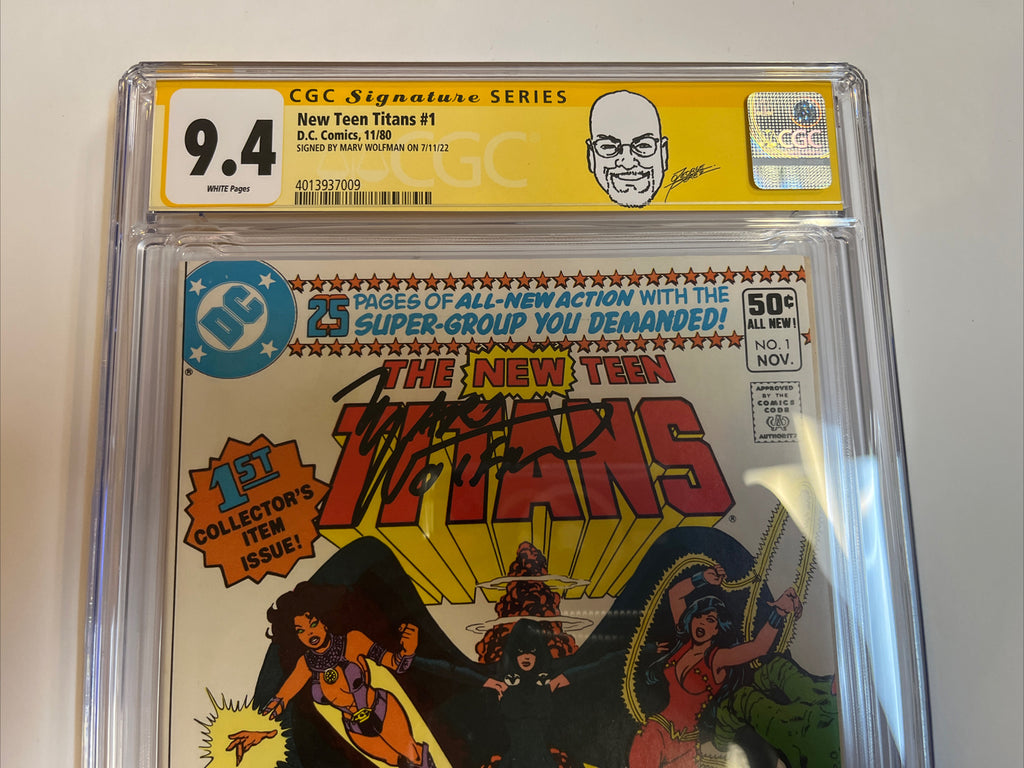 CGC Signature SERIES
9.4
WHITE Pages
New Teen Titans #1
D.C. Comics, 11/80
SIGNED BY MARV WOLFMAN ON 7/11/22
4013937009
CGC
CGC
DC
®
25 PAGES OF ALL-NEW ACTION WITH THE
SUPER-GROUP YOU DEMANDED!
50¢
ALL NEW!
NO. 1
NOV.
APPROVED
BY THE
COMICS
CODE
AUTHORITY
THE NEW TEEN
TITANS
®
Marv
Wolfman
1ST
COLLECTOR'S
ITEM
ISSUE!